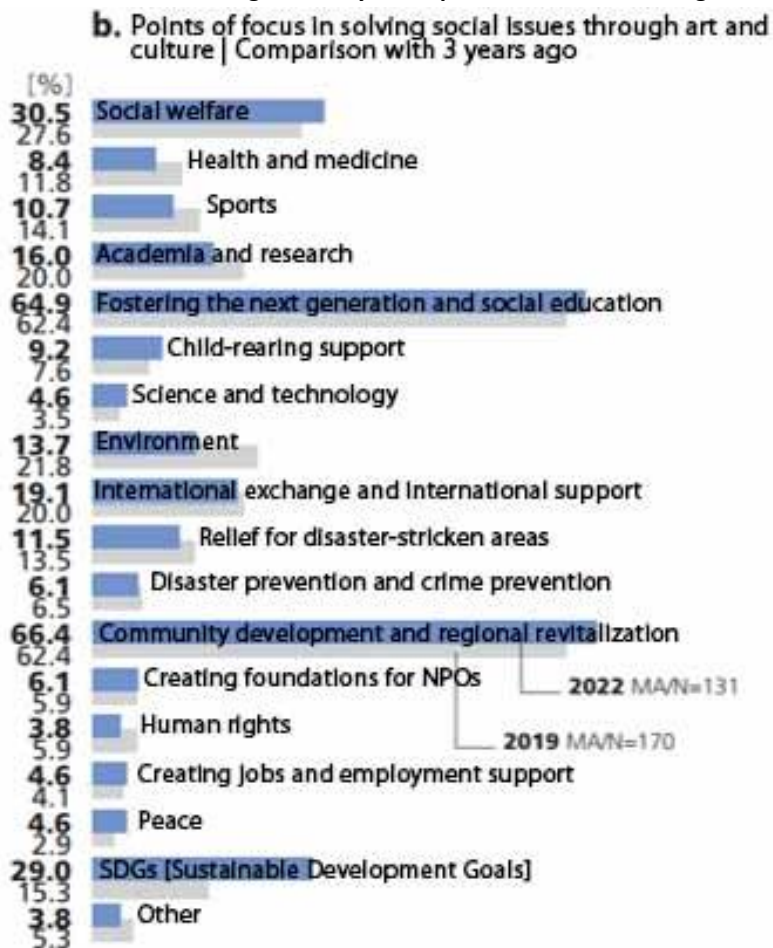 b. Points of focus in solving social issues through art and
culture | Comparison with 3 years ago
[%]
30.5 Social welfare
27.6
8.4 Health and medicine
11.8
10.7 Sports
14.1
16.0 Academia and research
20.0
64.9 Fostering the next generation and social education
62.4
9.2 Child-rearing support
7.6
4.6 Science and technology
3.5
13.7 Environment
21.8
19.1 International exchange and international support
20.0
11.5 Relief for disaster-stricken areas
13.5
6.1 Disaster prevention and crime prevention
6.5
66.4 Community development and regional revitalization
62.4
6.1 Creating foundations for NPOs
5.9
2022 MA/N=131
3.8 Human rights
5.9
2019 MA/N=170
4.6 Creating jobs and employment support
4.1
4.6 Peace
2.9
29.0 SDGs [Sustainable Development Goals]
15.3
3.8 Other
5.3